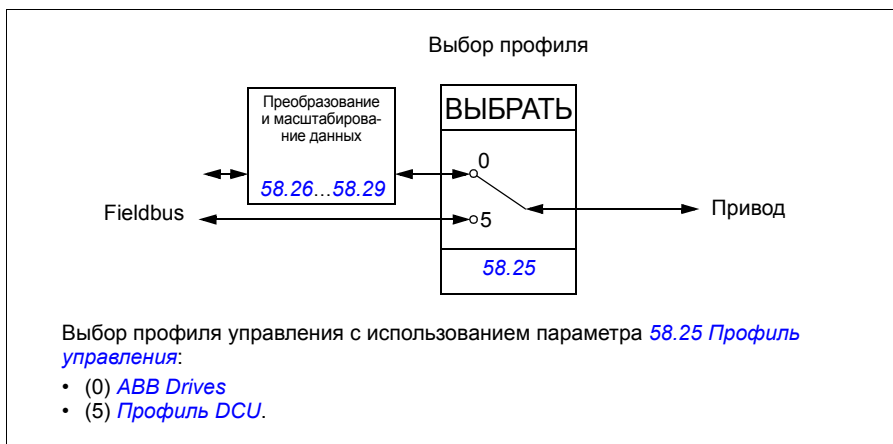 Выбор профиля
Преобразование
и масштабирова-
ние данных
58.26...58.29
ВЫБРАТЬ
0
5
58.25
Fieldbus
Привод
Выбор профиля управления с использованием параметра 58.25 Профиль
управления:
• (0) ABB Drives
• (5) Профиль DCU.